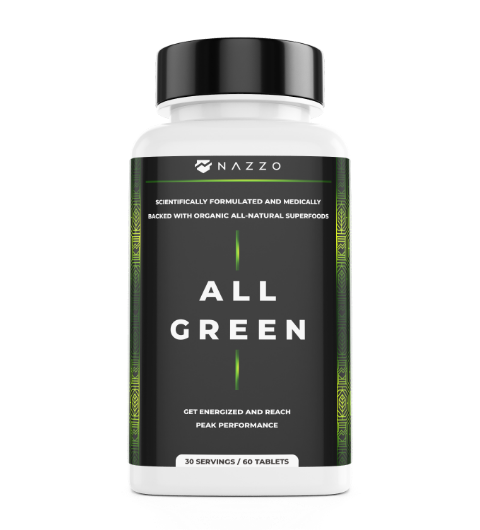 NAZZO
SCIENTIFICALLY FORMULATED AND MEDICALLY
BACKED WITH ORGANIC ALL-NATURAL SUPERFOODS
ALL
GREEN
GET ENERGIZED AND REACH
PEAK PERFORMANCE
30 SERVINGS / 60 TABLETS